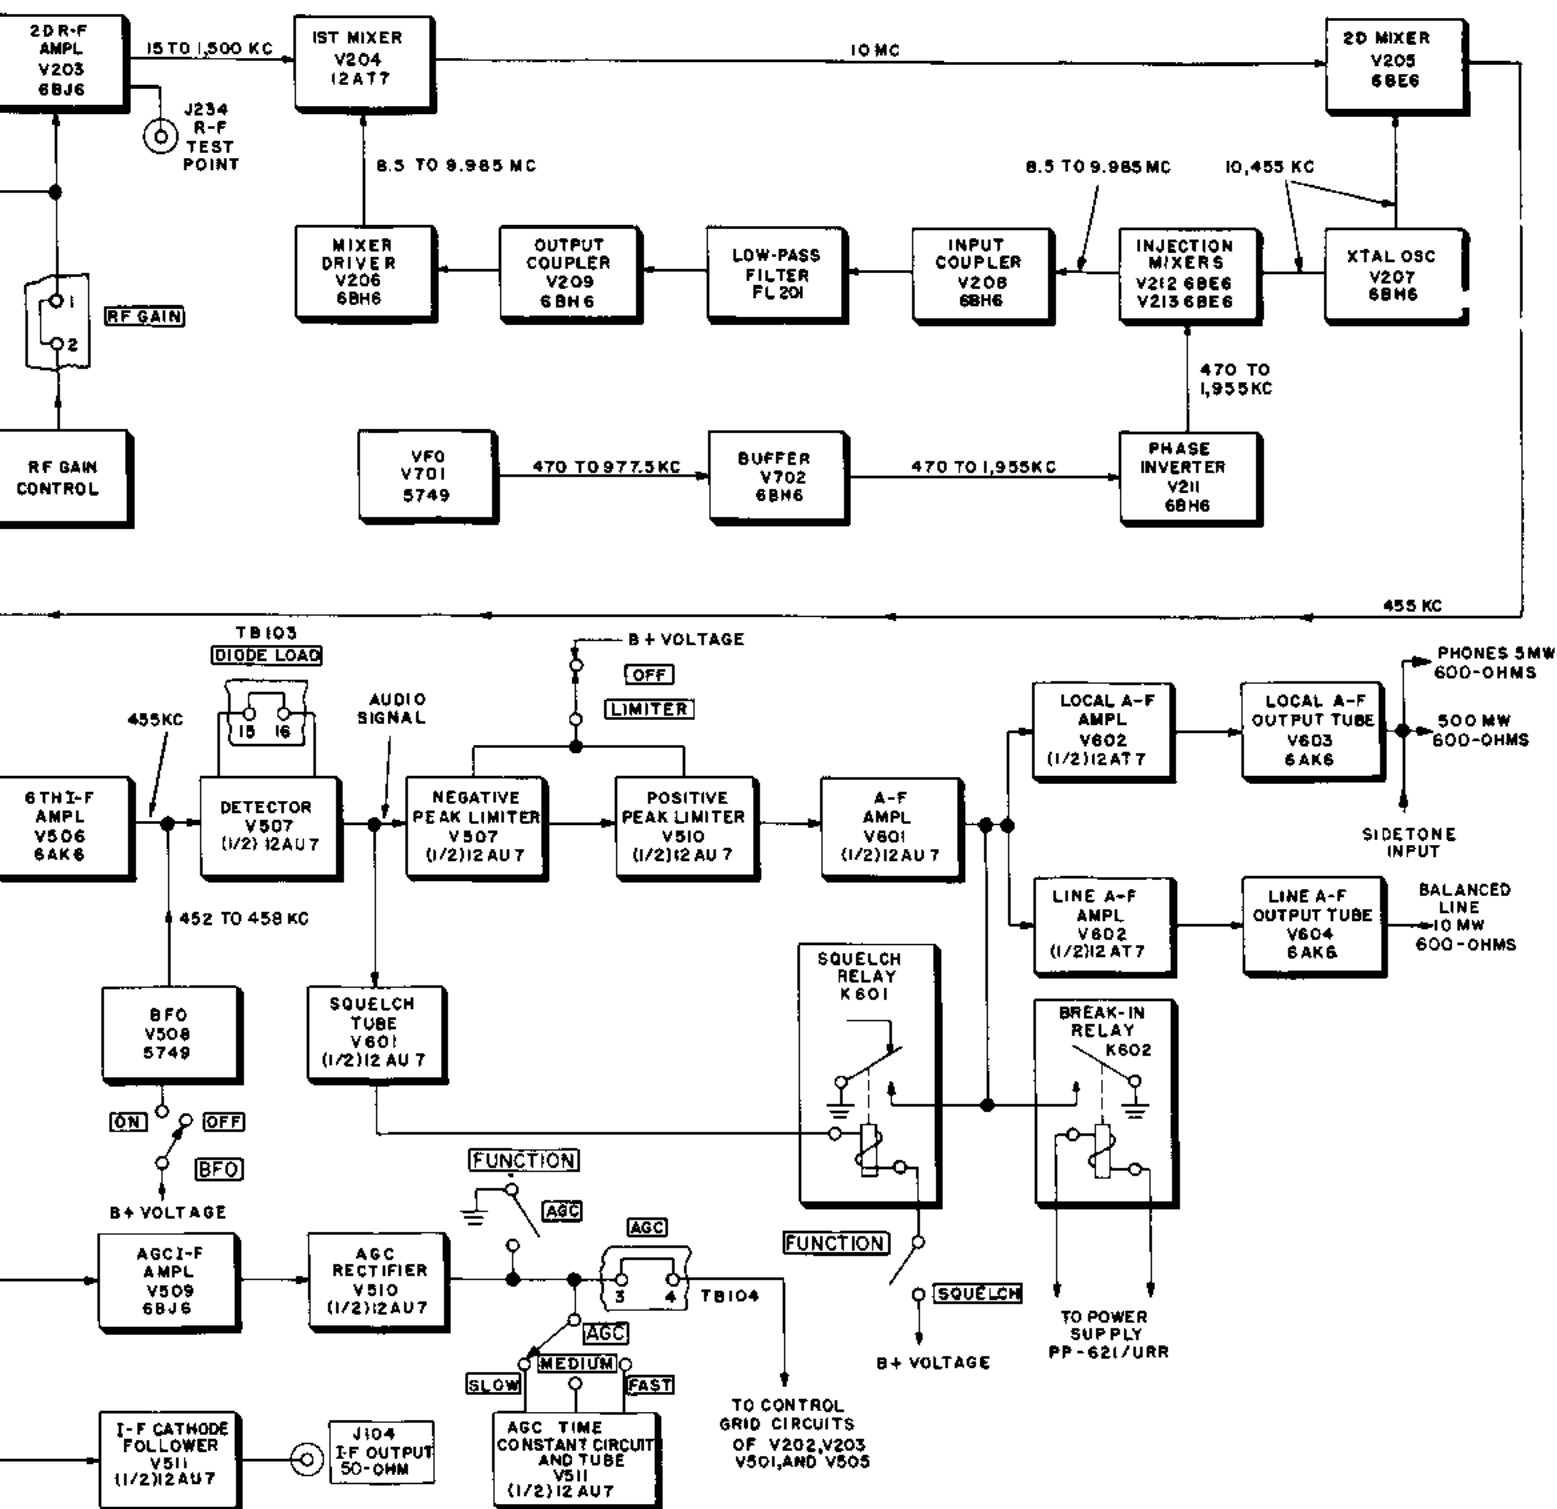 2D R-F
AMPL
V203
6BJ6
15 TO 1,500 KC
1ST MIXER
V204
12AT7
10 MC
2D MIXER
V205
6BE6
J234
R-F
TEST
POINT
8.5 TO 9.985 MC
8.5 TO 9.985 MC
10,455 KC
MIXER
DRIVER
V206
6BH6
OUTPUT
COUPLER
V209
6BH6
LOW-PASS
FILTER
FL201
INPUT
COUPLER
V208
6BH6
INJECTION
MIXERS
V212 6BE6
V213 6BE6
XTAL OSC
V207
6BH6
1
2
RF GAIN
470 TO
1,955KC
RF GAIN
CONTROL
VFO
V701
5749
470 TO 977.5 KC
BUFFER
V702
6BH6
470 TO 1,955KC
PHASE
INVERTER
V211
6BH6
455 KC
TB103
DIODE LOAD
15 16
B+ VOLTAGE
OFF
LIMITER
AUDIO
SIGNAL
455KC
PHONES 5MW
600-OHMS
500 MW
600-OHMS
SIDETONE
INPUT
LOCAL A-F
AMPL
V602
(1/2)12AT7
LOCAL A-F
OUTPUT TUBE
V603
6AK6
6TH I-F
AMPL
V506
6AK6
DETECTOR
V507
(1/2) 12AU7
NEGATIVE
PEAK LIMITER
V507
(1/2)12AU7
POSITIVE
PEAK LIMITER
V510
(1/2)12AU7
A-F
AMPL
V601
(1/2)12AU7
LINE A-F
AMPL
V602
(1/2)12AT7
LINE A-F
OUTPUT TUBE
V604
6AK6
BALANCED
LINE
10 MW
600-OHMS
452 TO 458 KC
BFO
V508
5749
SQUELCH
TUBE
V601
(1/2)12AU7
SQUELCH
RELAY
K601
BREAK-IN
RELAY
K602
ON
OFF
BFO
B+ VOLTAGE
FUNCTION
AGC
AGC
FUNCTION
SQUELCH
B+ VOLTAGE
TO POWER
SUPPLY
PP-621/URR
AGC I-F
AMPL
V509
6BJ6
AGC
RECTIFIER
V510
(1/2)12AU7
3 4
TB104
AGC
SLOW
MEDIUM
FAST
TO CONTROL
GRID CIRCUITS
OF V202,V203
V501,AND V505
I-F CATHODE
FOLLOWER
V511
(1/2)12AU7
J104
I-F OUTPUT
50-OHM
AGC TIME
CONSTANT CIRCUIT
AND TUBE
V511
(1/2)12AU7